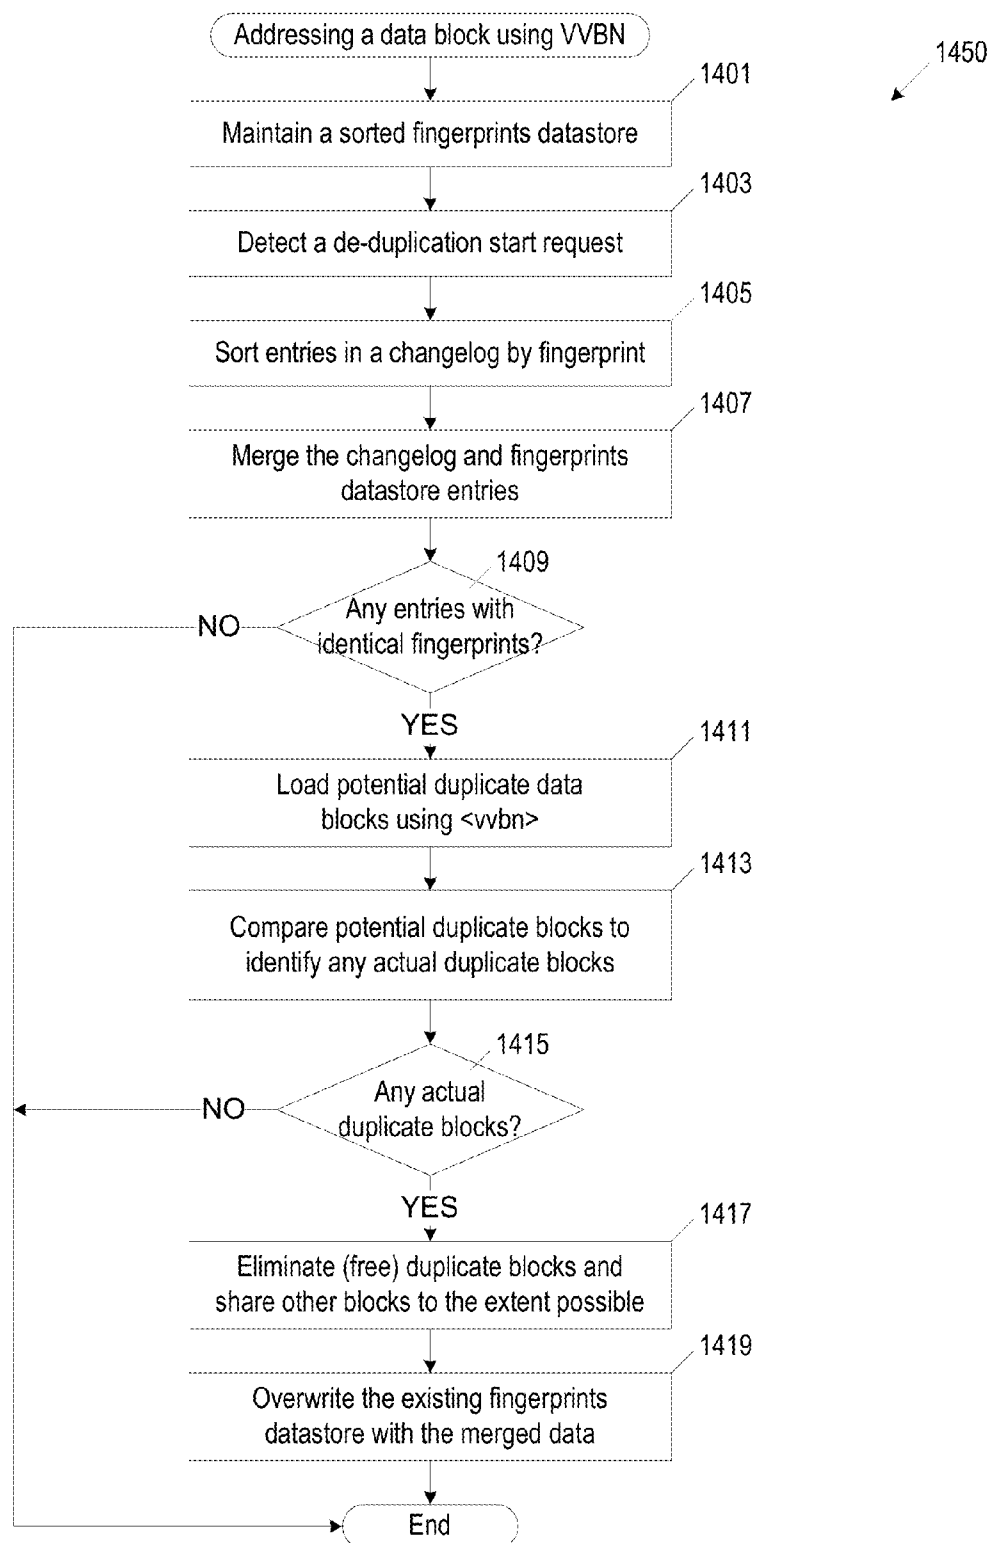 Addressing a data block using VVBN
1450
1401
Maintain a sorted fingerprints datastore
1403
Detect a de-duplication start request
1405
Sort entries in a changelog by fingerprint
1407
Merge the changelog and fingerprints
datastore entries
1409
Any entries with
identical fingerprints?
NO
YES
1411
Load potential duplicate data
blocks using <vvbn>
1413
Compare potential duplicate blocks to
identify any actual duplicate blocks
1415
Any actual
duplicate blocks?
NO
YES
1417
Eliminate (free) duplicate blocks and
share other blocks to the extent possible
1419
Overwrite the existing fingerprints
datastore with the merged data
End